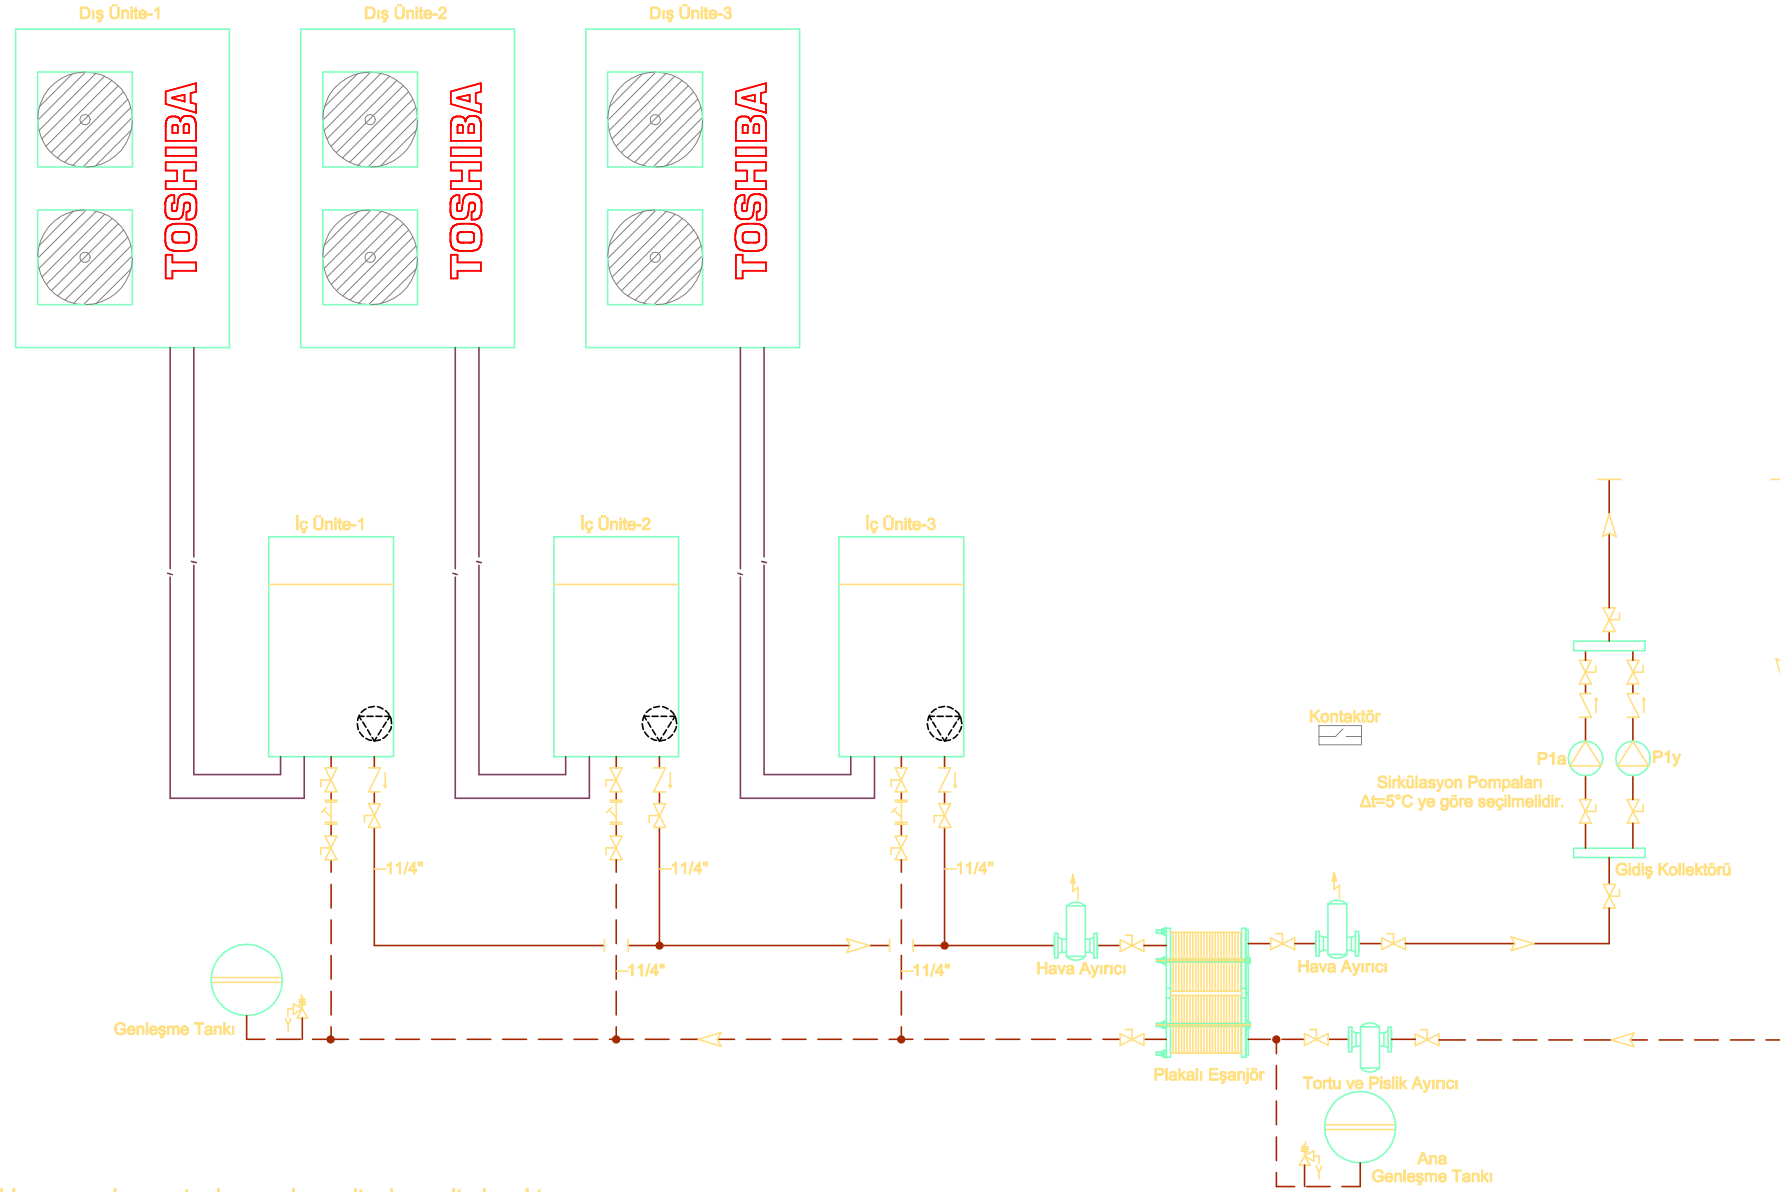 Dış Ünite-1
Dış Ünite-2
Dış Ünite-3
TOSHIBA
TOSHIBA
TOSHIBA
İç Ünite-1
İç Ünite-2
İç Ünite-3
Kontaktör
P1a
P1y
Sirkülasyon Pompaları
Δt=5°C ye göre seçilmelidir.
11/4"
11/4"
11/4"
Gidiş Kollektörü
11/4"
11/4"
Hava Ayırıcı
Hava Ayırıcı
Genleşme Tankı
Plakalı Eşanjör
Tortu ve Pislik Ayırıcı
Ana
Genleşme Tankı